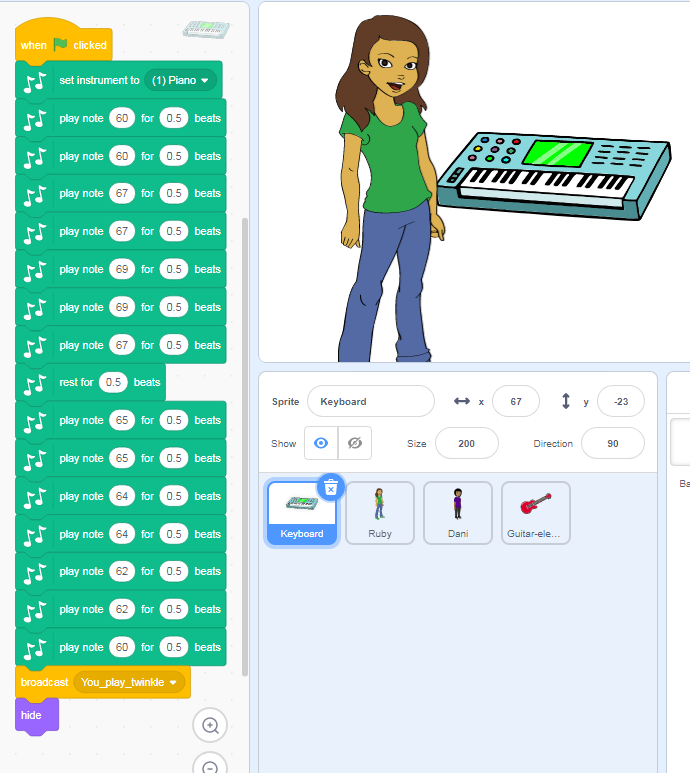 when clicked
set instrument to (1) Piano
play note 60 for 0.5 beats
play note 60 for 0.5 beats
play note 67 for 0.5 beats
play note 67 for 0.5 beats
play note 69 for 0.5 beats
play note 69 for 0.5 beats
play note 67 for 0.5 beats
rest for 0.5 beats
play note 65 for 0.5 beats
play note 65 for 0.5 beats
play note 64 for 0.5 beats
play note 64 for 0.5 beats
play note 62 for 0.5 beats
play note 62 for 0.5 beats
play note 60 for 0.5 beats
broadcast You_play_twinkle
hide
Sprite Keyboard x 67 y -23
Show Size 200 Direction 90
Keyboard Ruby Dani Guitar-ele...
Ba